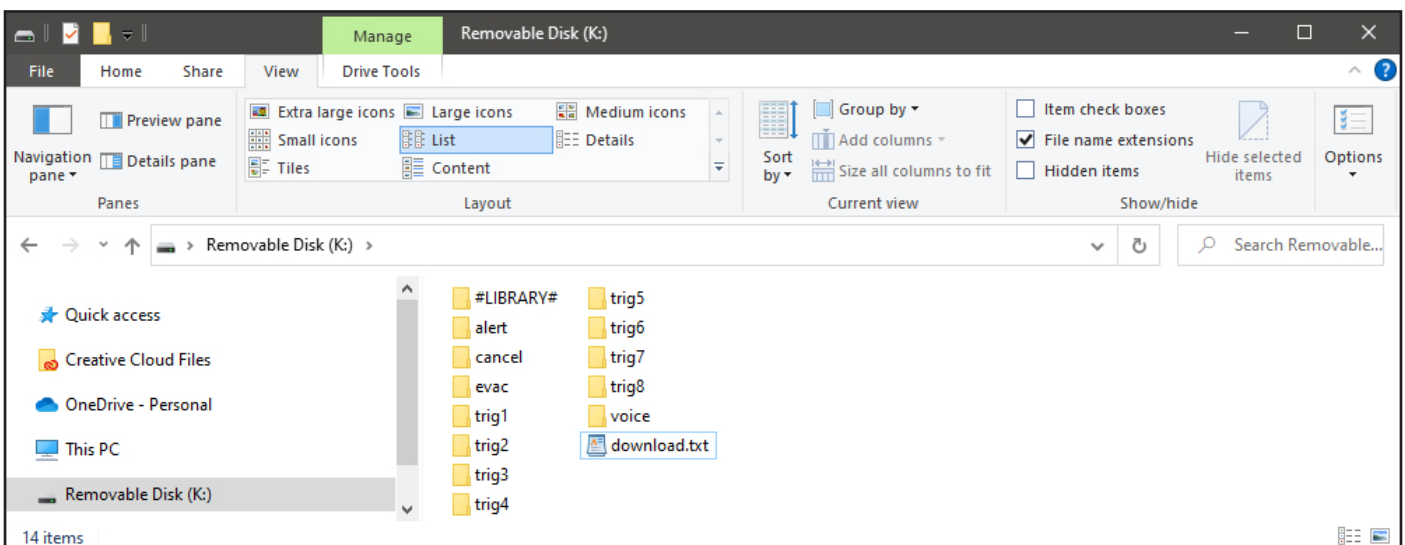 Manage Removable Disk (K:)
File Home Share View Drive Tools
Navigation pane
Preview pane
Details pane
Panes
Extra large icons Large icons Medium icons
Small icons List Details
Tiles Content
Layout
Sort by
Group by
Add columns
Size all columns to fit
Current view
Item check boxes
File name extensions
Hidden items
Hide selected items
Show/hide
Options
Removable Disk (K:)
Search Removable...
Quick access
Creative Cloud Files
OneDrive - Personal
This PC
Removable Disk (K:)
#LIBRARY#
alert
cancel
evac
trig1
trig2
trig3
trig4
trig5
trig6
trig7
trig8
voice
download.txt
14 items